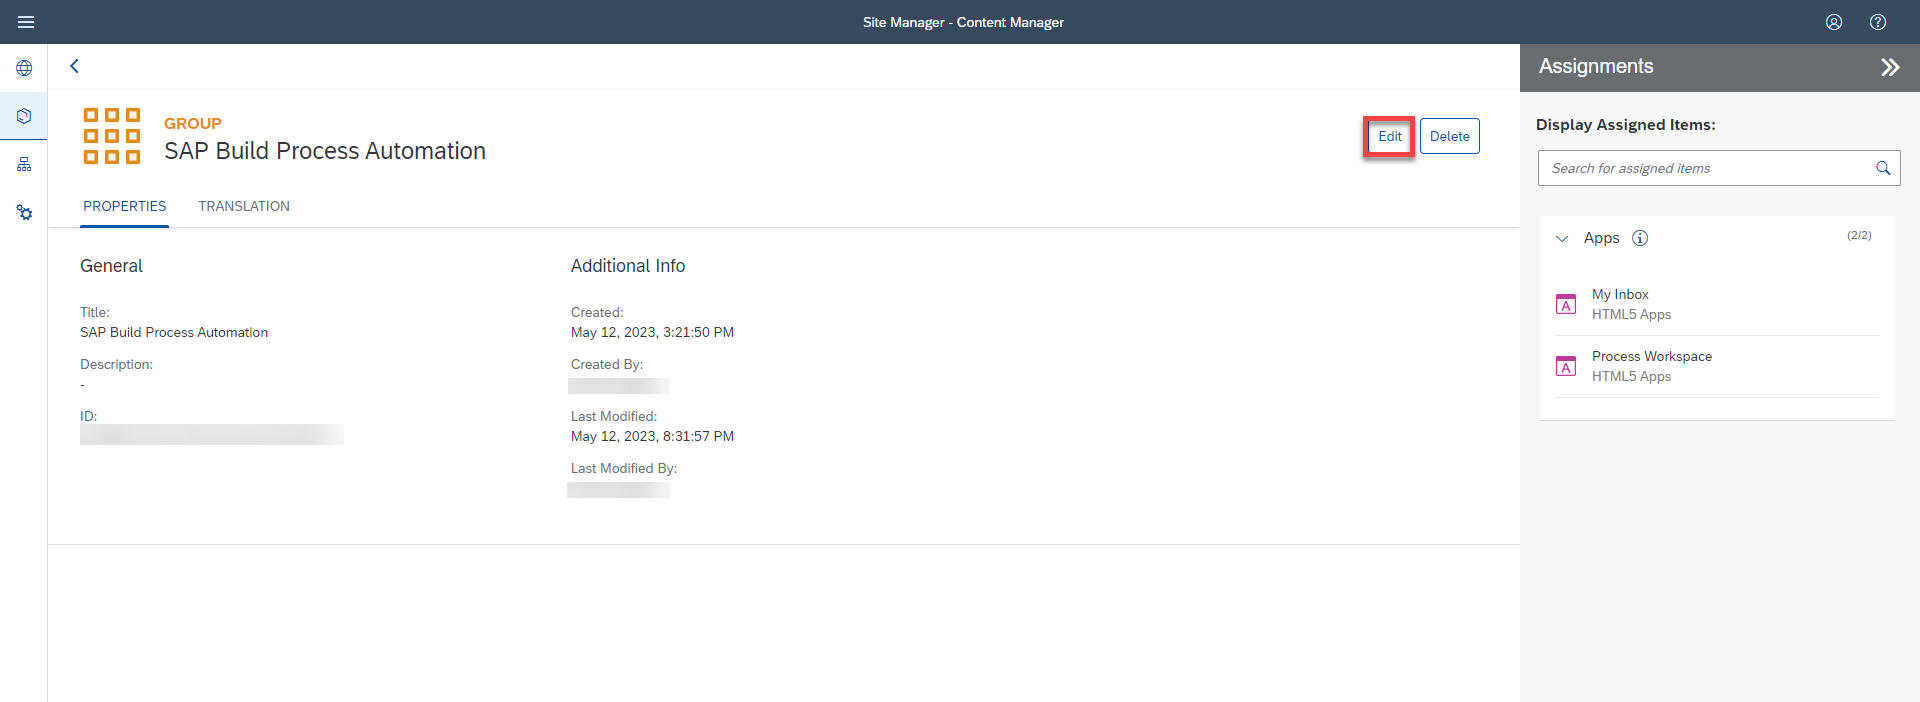 Site Manager - Content Manager
GROUP
SAP Build Process Automation
Edit
Delete
PROPERTIES
TRANSLATION
General
Title:
SAP Build Process Automation
Description:
-
ID:
Additional Info
Created:
May 12, 2023, 3:21:50 PM
Created By:
Last Modified:
May 12, 2023, 8:31:57 PM
Last Modified By:
Assignments
Display Assigned Items:
Search for assigned items
Apps
(2/2)
A
My Inbox
HTML5 Apps
A
Process Workspace
HTML5 Apps